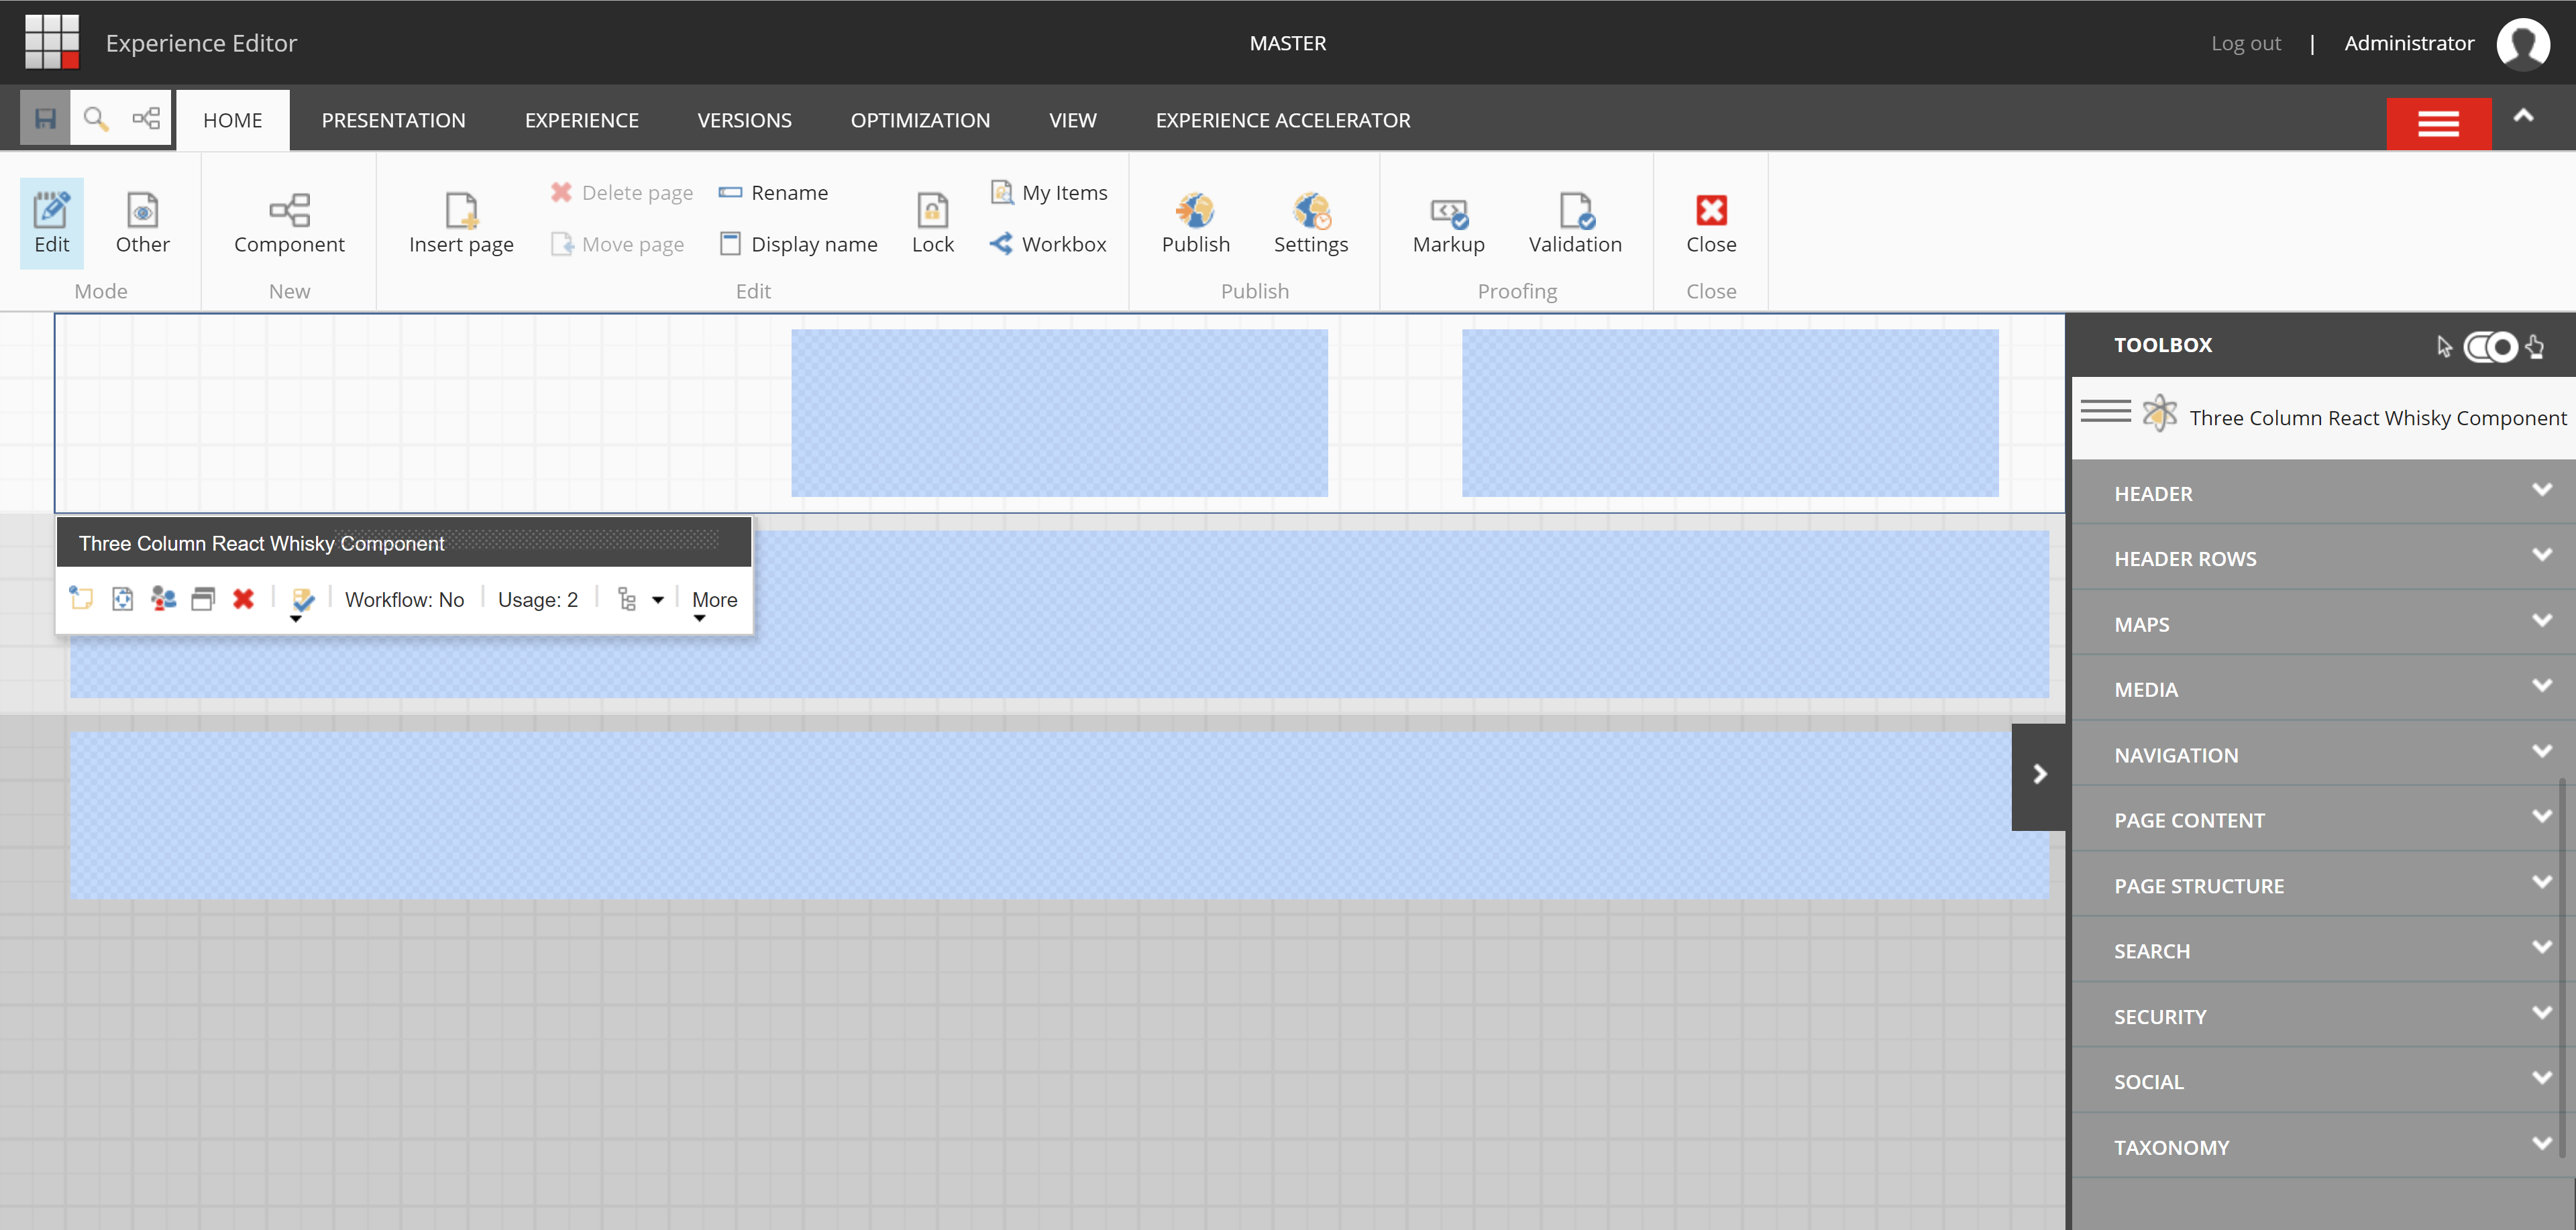 Experience Editor
MASTER
Log out | Administrator
HOME PRESENTATION EXPERIENCE VERSIONS OPTIMIZATION VIEW EXPERIENCE ACCELERATOR
Delete page Rename My Items
Edit Other Component Insert page Move page Display name Lock Workbox Publish Settings Markup Validation Close
Mode New Edit Publish Proofing Close
Three Column React Whisky Component
Workflow: No Usage: 2 More
TOOLBOX
Three Column React Whisky Component
HEADER
HEADER ROWS
MAPS
MEDIA
NAVIGATION
PAGE CONTENT
PAGE STRUCTURE
SEARCH
SECURITY
SOCIAL
TAXONOMY